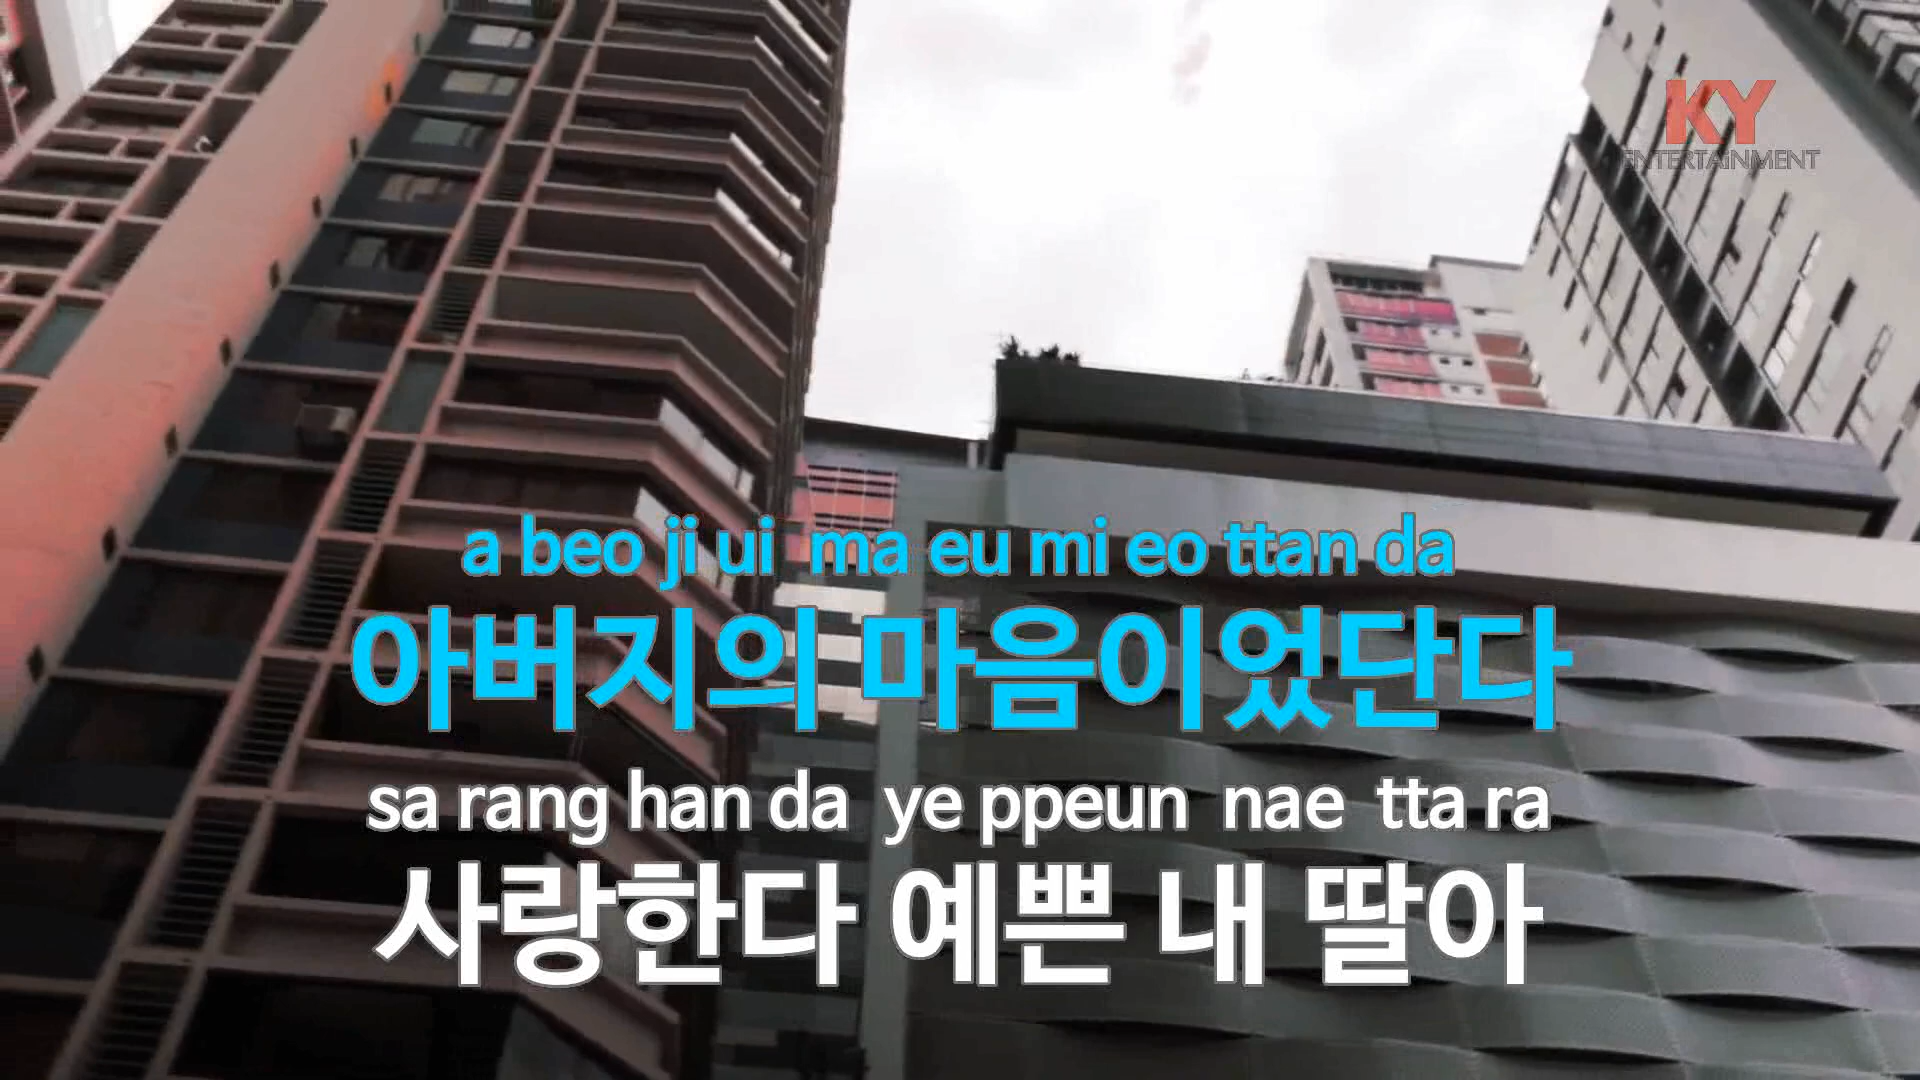 KY
ENTERTAINMENT
a beo ji ui ma eu mi eo ttan da
아버지의 마음이었단다
sa rang han da ye ppeun nae tta ra
사랑한다 예쁜 내 딸아